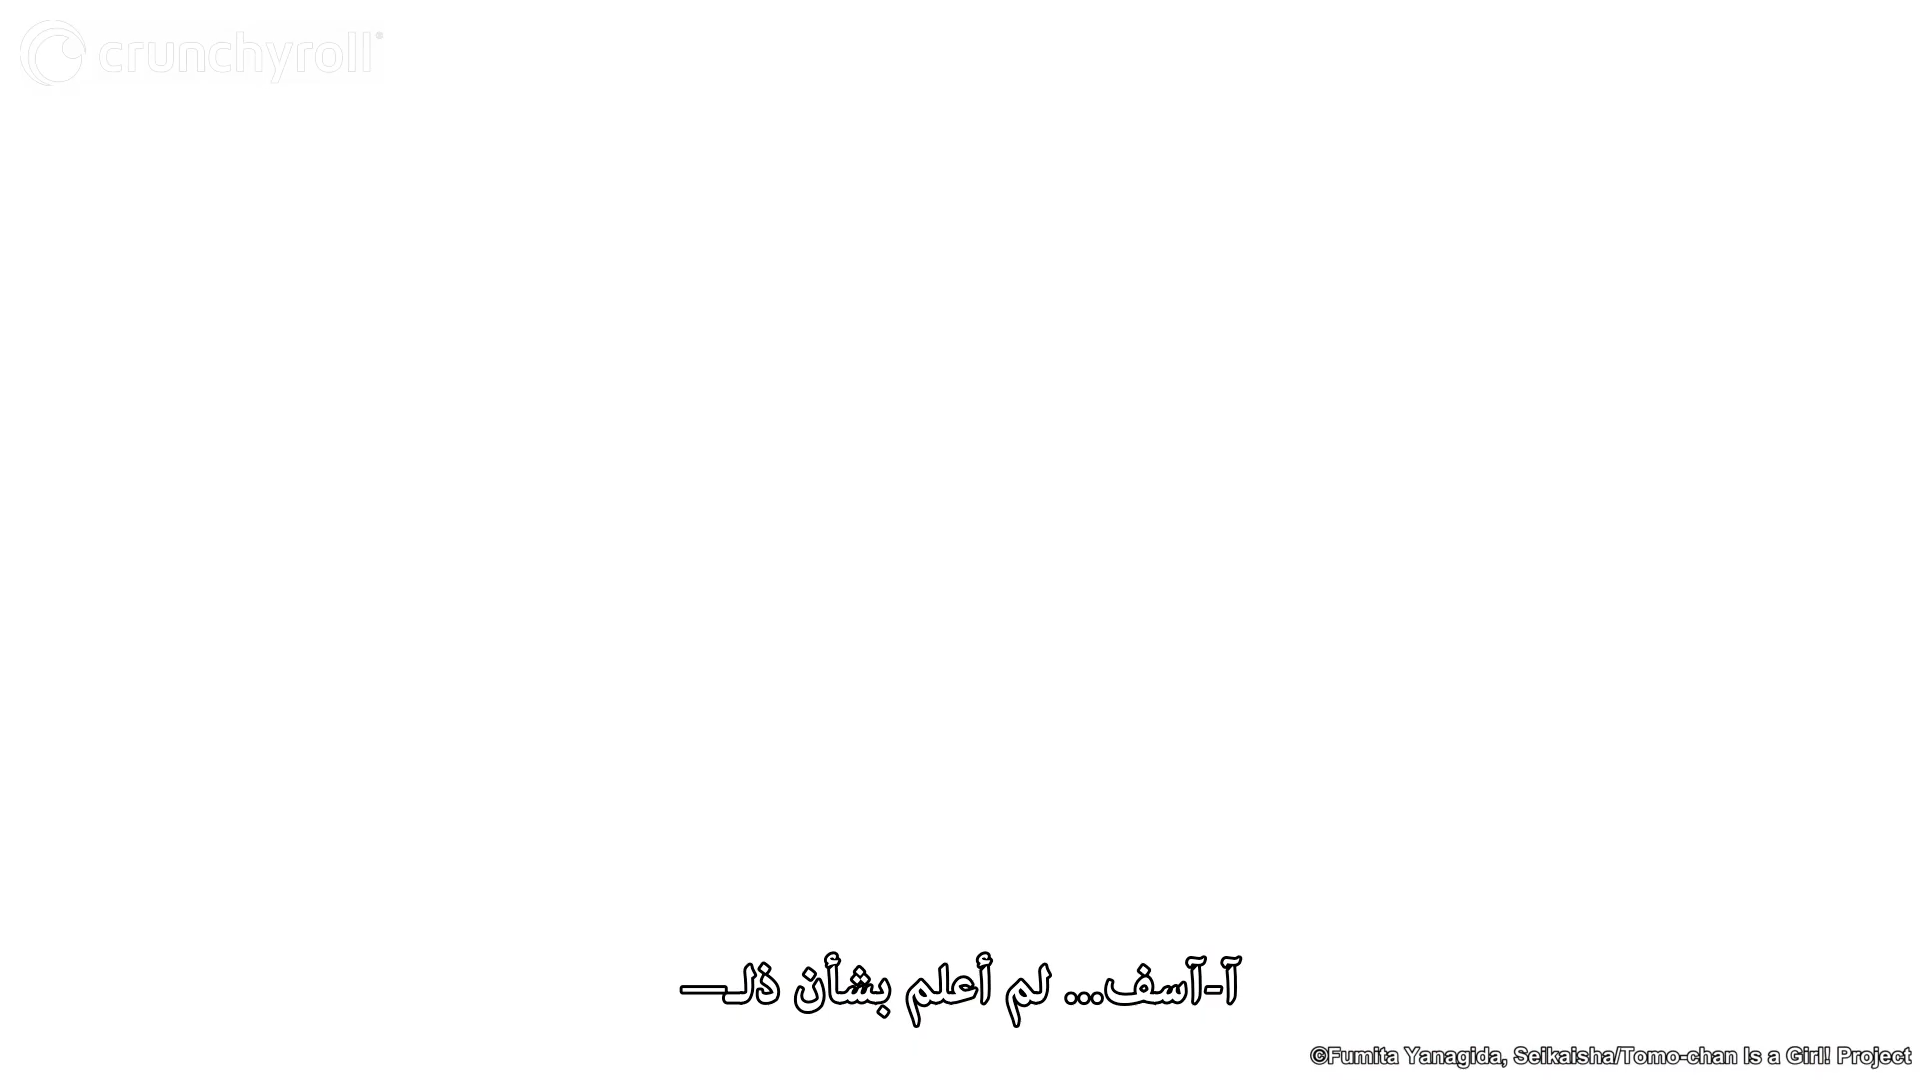 crunchyroll
آ-آسف... لم أعلم بشأن ذلـ—
©Fumita Yanagida, Seikaisha/Tomo-chan Is a Girl! Project